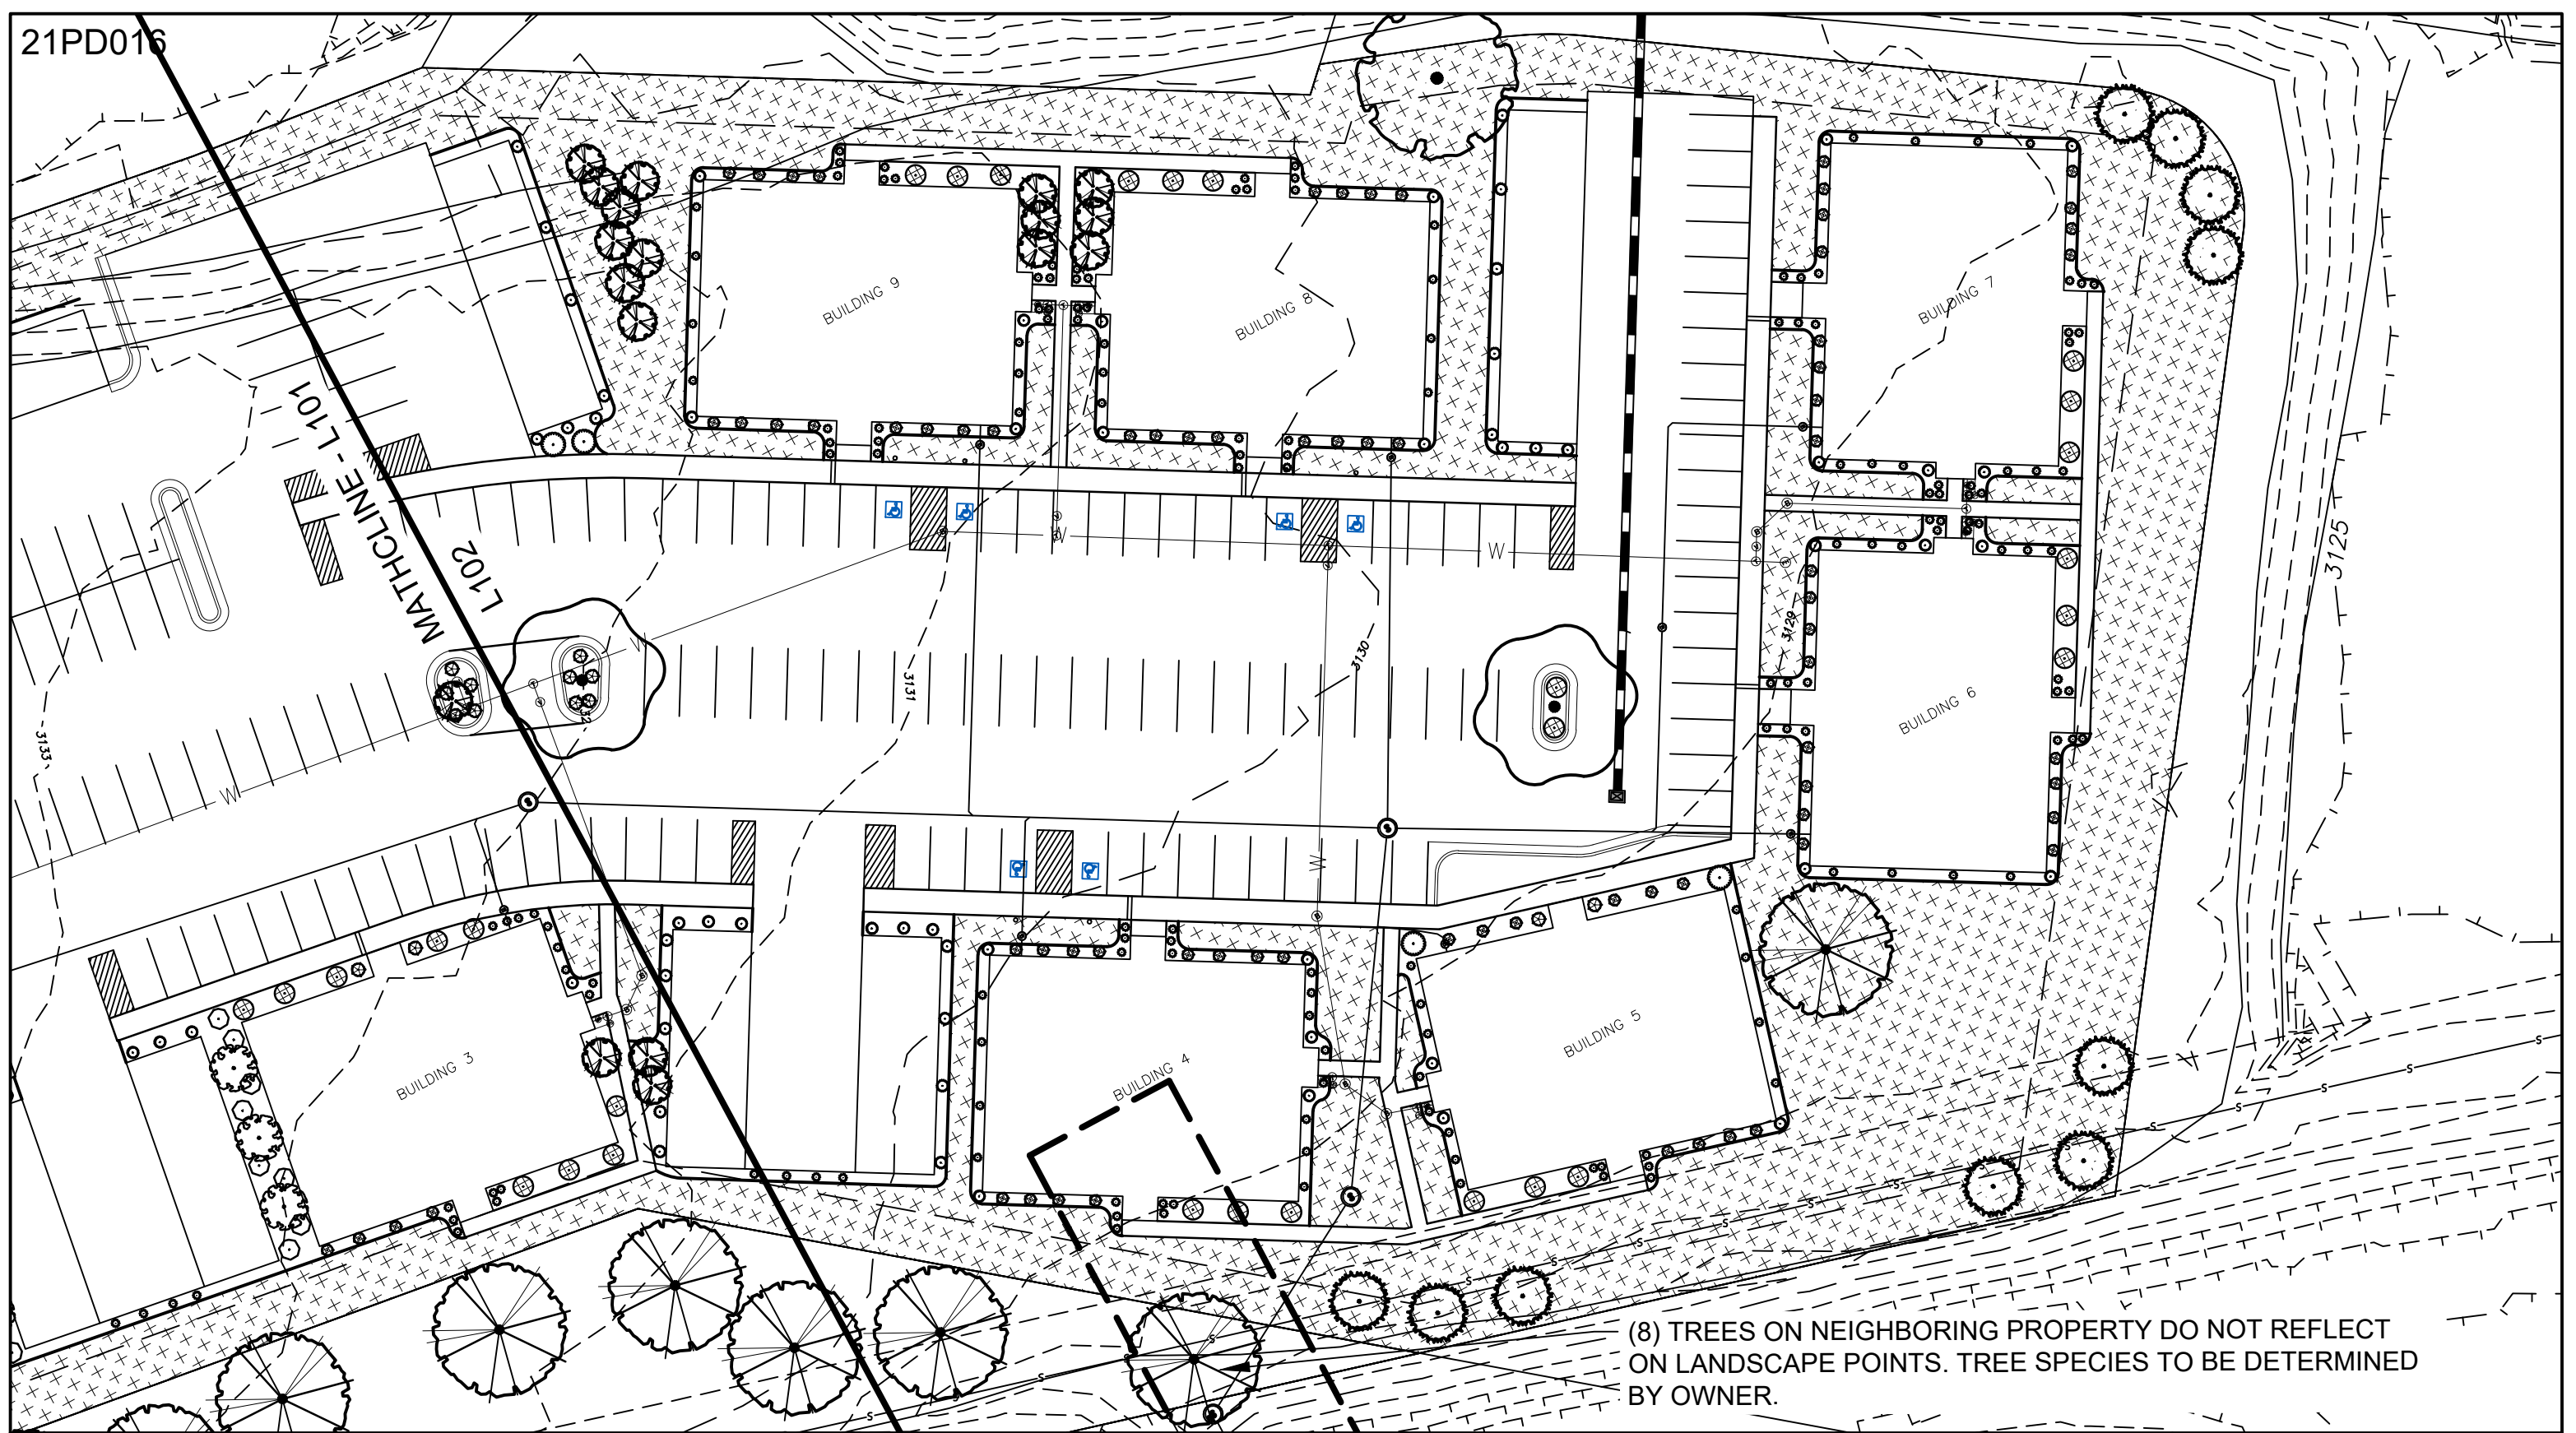 21PD016
MATHCLINE - L101
L102
BUILDING 9
BUILDING 8
BUILDING 7
BUILDING 6
BUILDING 3
BUILDING 4
BUILDING 5
3125
3129
3130
3131
32
3133
W
W
W
W
W
S
S
S
S
S
S
S
S
S
S
S
S
S
S
(8) TREES ON NEIGHBORING PROPERTY DO NOT REFLECT
ON LANDSCAPE POINTS. TREE SPECIES TO BE DETERMINED
BY OWNER.